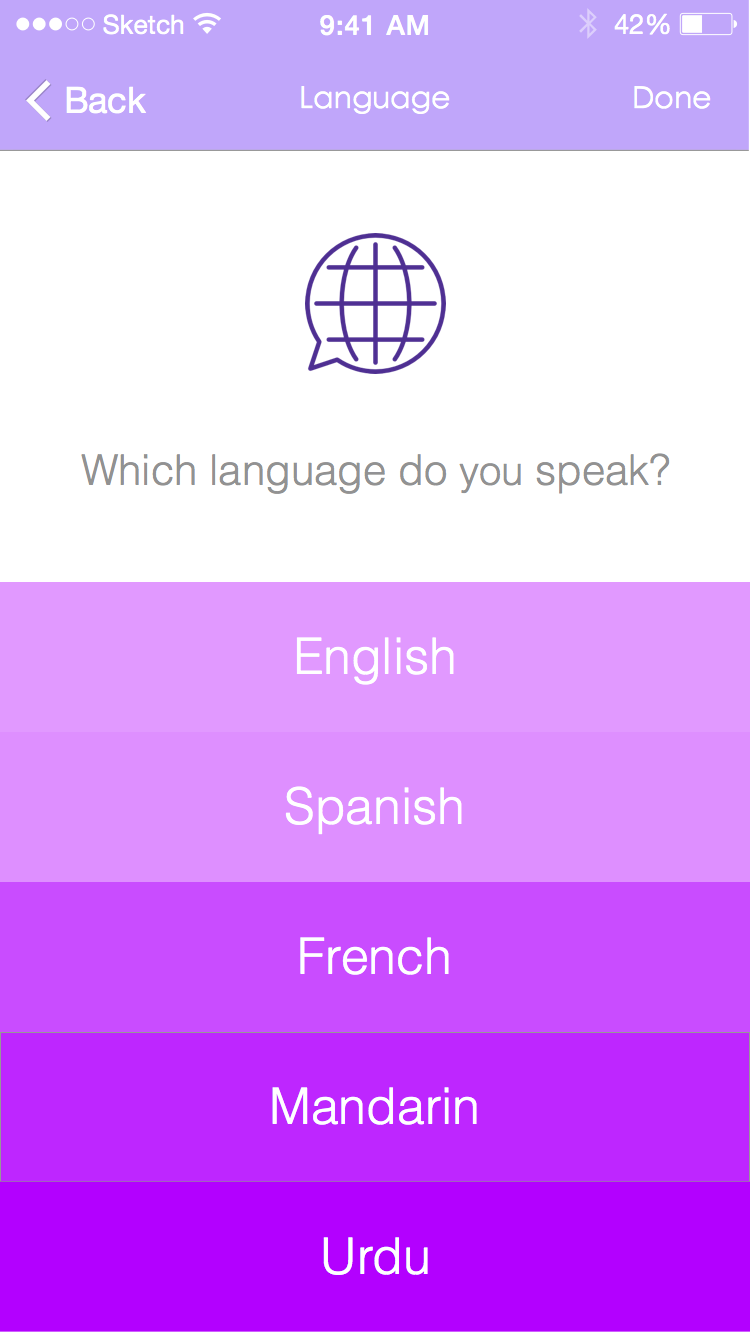 Sketch 9:41 AM 42%
Back Language Done
Which language do you speak?
English
Spanish
French
Mandarin
Urdu